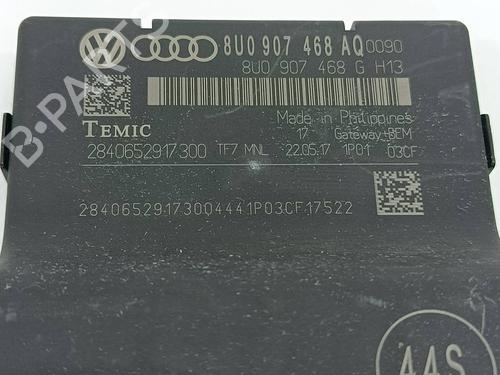 8U0 907 468 AQ 0090
8U0 907 468 G H13
Made in Philippines
TEMIC 17 Gateway-BEM
2840652917300 TF7 MNL 22.05.17 1P01 03CF
28406529173004441P03CF17522
44S
B-PARTS